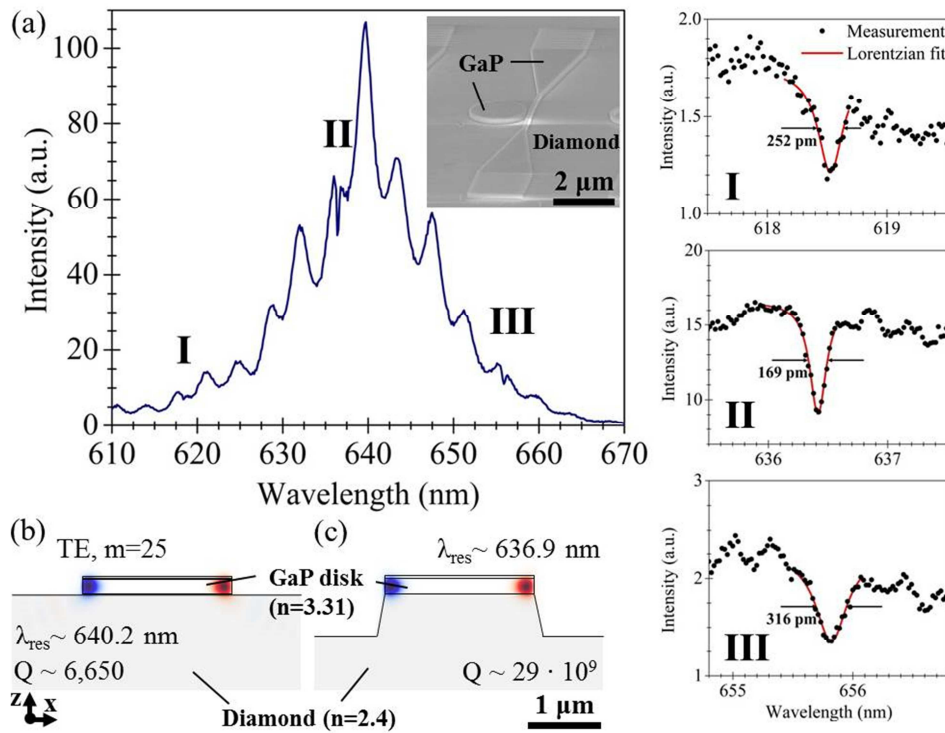 (a)
Intensity (a.u.)
100
80
60
40
20
0
610 620 630 640 650 660 670
Wavelength (nm)
I
II
III
GaP
Diamond
2 µm
2.0
1.5
1.0
Intensity (a.u.)
Measurement
Lorentzian fit
252 pm
I
618 619
15
10
Intensity (a.u.)
169 pm
II
636 637
3
2
1
Intensity (a.u.)
316 pm
III
655 656
Wavelength (nm)
(b)
TE, m=25
λres~ 640.2 nm
Q ~ 6,650
z
x
GaP disk
(n=3.31)
Diamond (n=2.4)
(c)
λres~ 636.9 nm
Q ~ 29 · 10⁹
1 µm